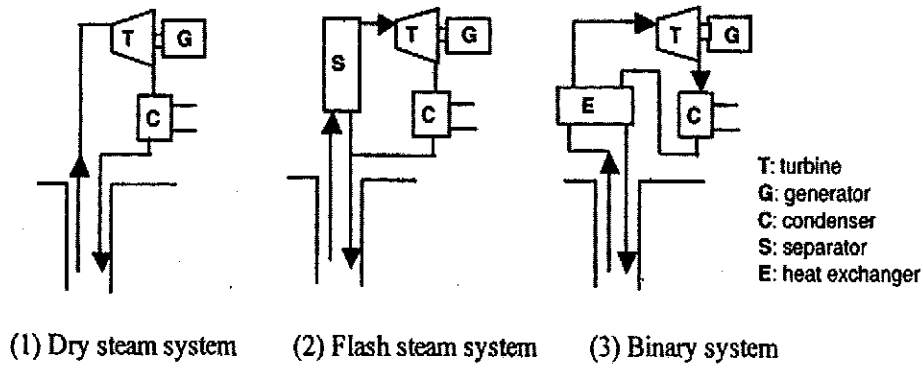 T G
C
S T G
C
T G
E C
T: turbine
G: generator
C: condenser
S: separator
E: heat exchanger
(1) Dry steam system (2) Flash steam system (3) Binary system